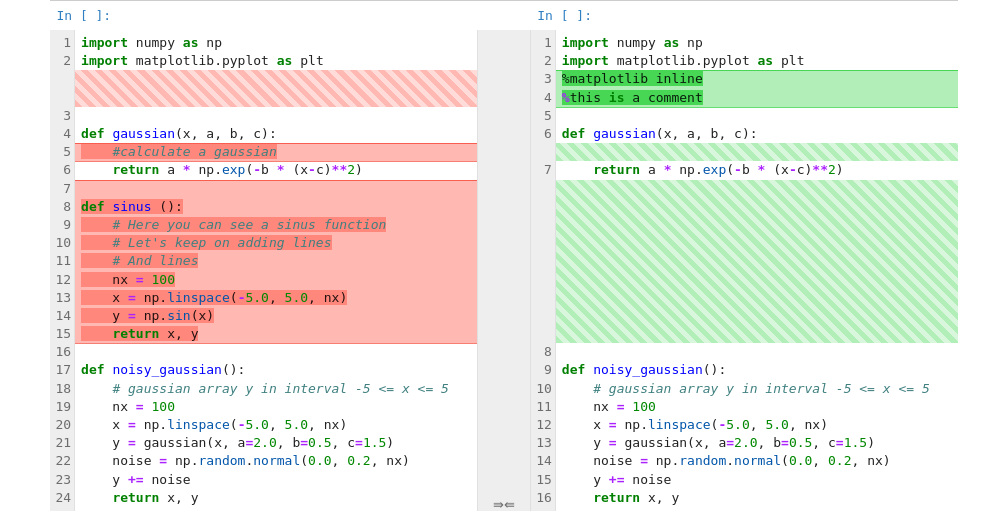 In [ ]:
1 import numpy as np
2 import matplotlib.pyplot as plt
3
4 def gaussian(x, a, b, c):
5     #calculate a gaussian
6     return a * np.exp(-b * (x-c)**2)
7
8 def sinus ():
9     # Here you can see a sinus function
10     # Let's keep on adding lines
11     # And lines
12     nx = 100
13     x = np.linspace(-5.0, 5.0, nx)
14     y = np.sin(x)
15     return x, y
16
17 def noisy_gaussian():
18     # gaussian array y in interval -5 <= x <= 5
19     nx = 100
20     x = np.linspace(-5.0, 5.0, nx)
21     y = gaussian(x, a=2.0, b=0.5, c=1.5)
22     noise = np.random.normal(0.0, 0.2, nx)
23     y += noise
24     return x, y
⇒⇐
In [ ]:
1 import numpy as np
2 import matplotlib.pyplot as plt
3 %matplotlib inline
4 %this is a comment
5
6 def gaussian(x, a, b, c):
7     return a * np.exp(-b * (x-c)**2)
8
9 def noisy_gaussian():
10     # gaussian array y in interval -5 <= x <= 5
11     nx = 100
12     x = np.linspace(-5.0, 5.0, nx)
13     y = gaussian(x, a=2.0, b=0.5, c=1.5)
14     noise = np.random.normal(0.0, 0.2, nx)
15     y += noise
16     return x, y